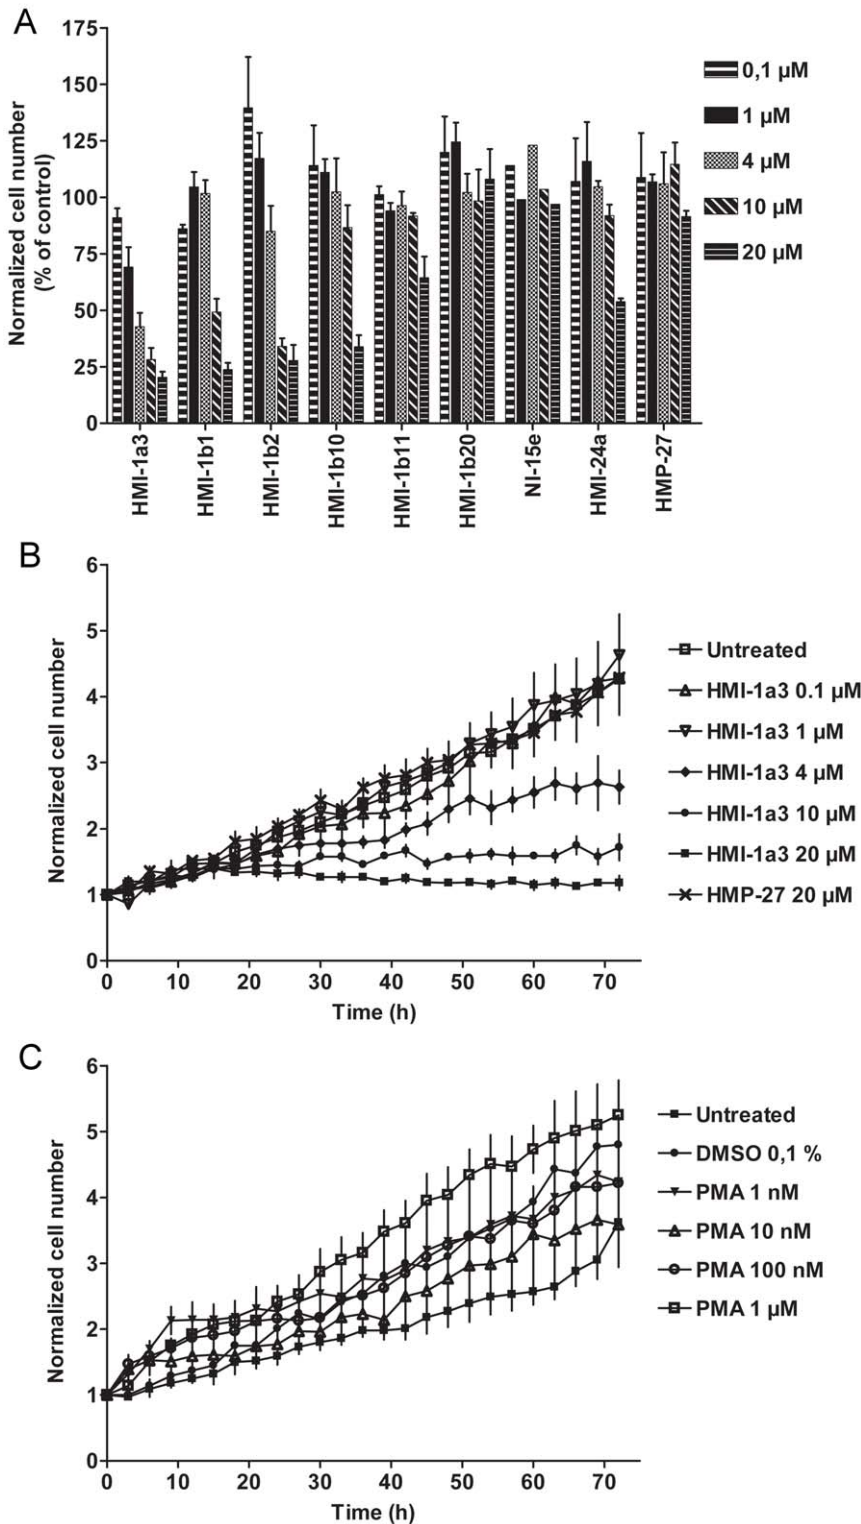 A
175
150
125
100
75
50
25
0
Normalized cell number
(% of control)
0,1 µM
1 µM
4 µM
10 µM
20 µM
HMI-1a3
HMI-1b1
HMI-1b2
HMI-1b10
HMI-1b11
HMI-1b20
NI-15e
HMI-24a
HMP-27
B
6
5
4
3
2
1
0
Normalized cell number
0 10 20 30 40 50 60 70
Time (h)
Untreated
HMI-1a3 0.1 µM
HMI-1a3 1 µM
HMI-1a3 4 µM
HMI-1a3 10 µM
HMI-1a3 20 µM
HMP-27 20 µM
C
6
5
4
3
2
1
0
Normalized cell number
0 10 20 30 40 50 60 70
Time (h)
Untreated
DMSO 0,1 %
PMA 1 nM
PMA 10 nM
PMA 100 nM
PMA 1 µM